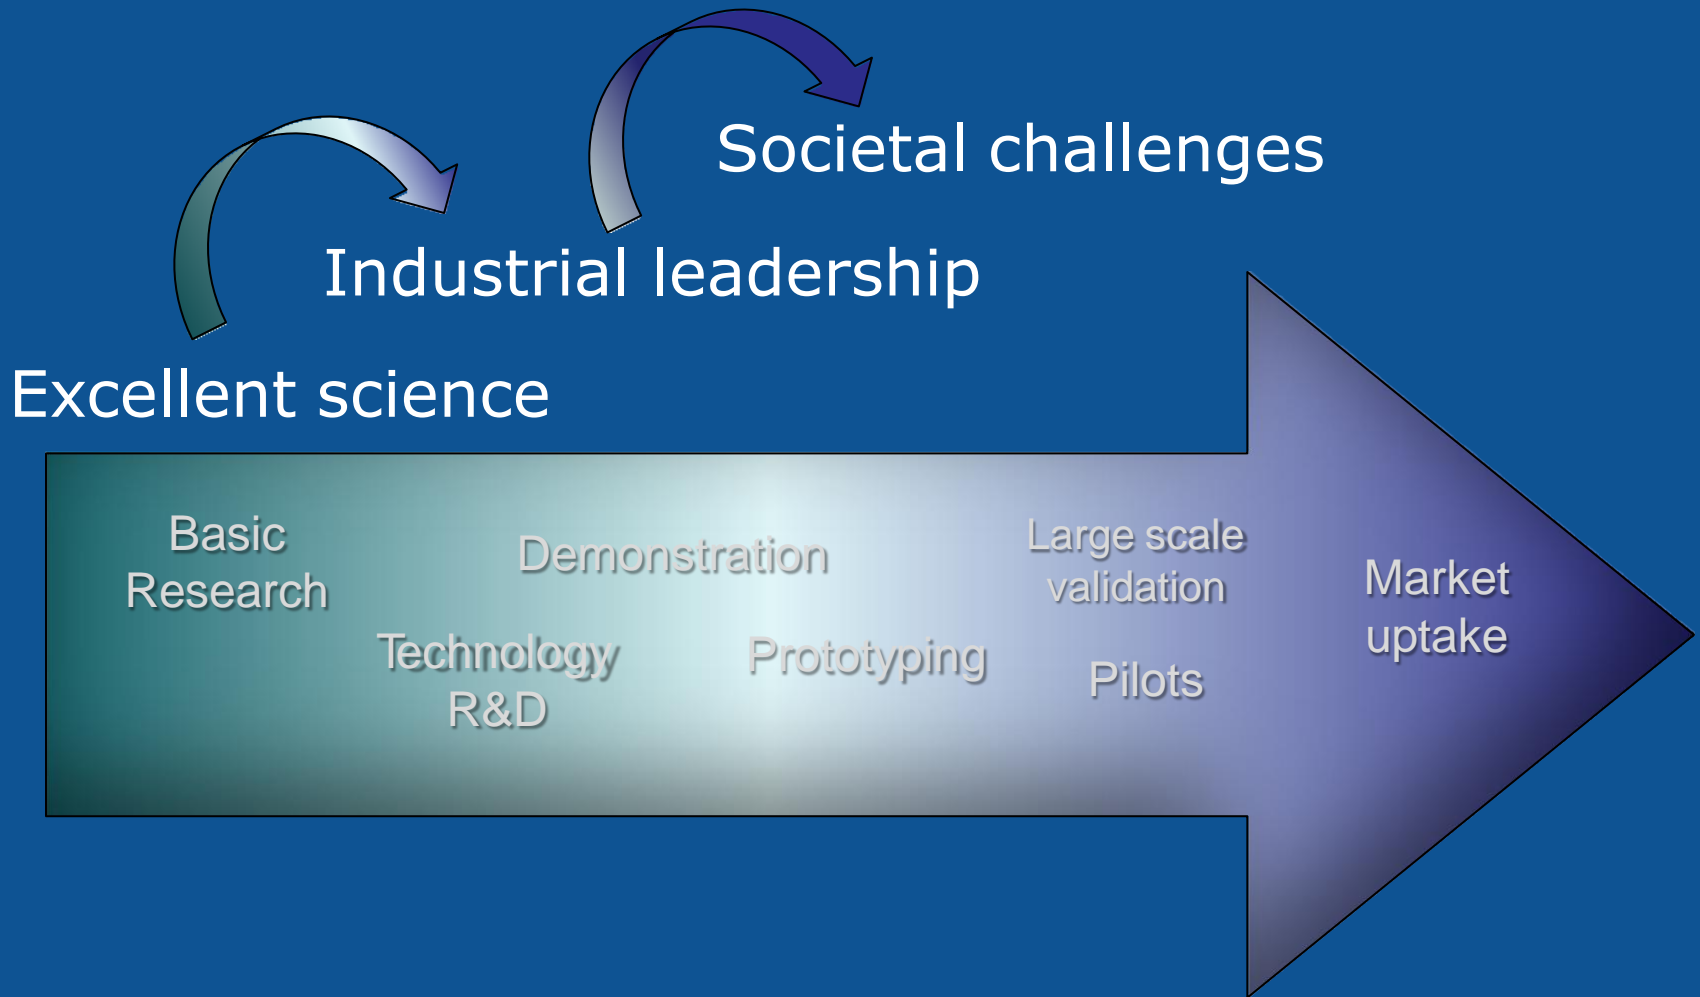 Societal challenges
Industrial leadership
Excellent science
Basic
Research
Demonstration
Technology
R&D
Prototyping
Large scale
validation
Pilots
Market
uptake